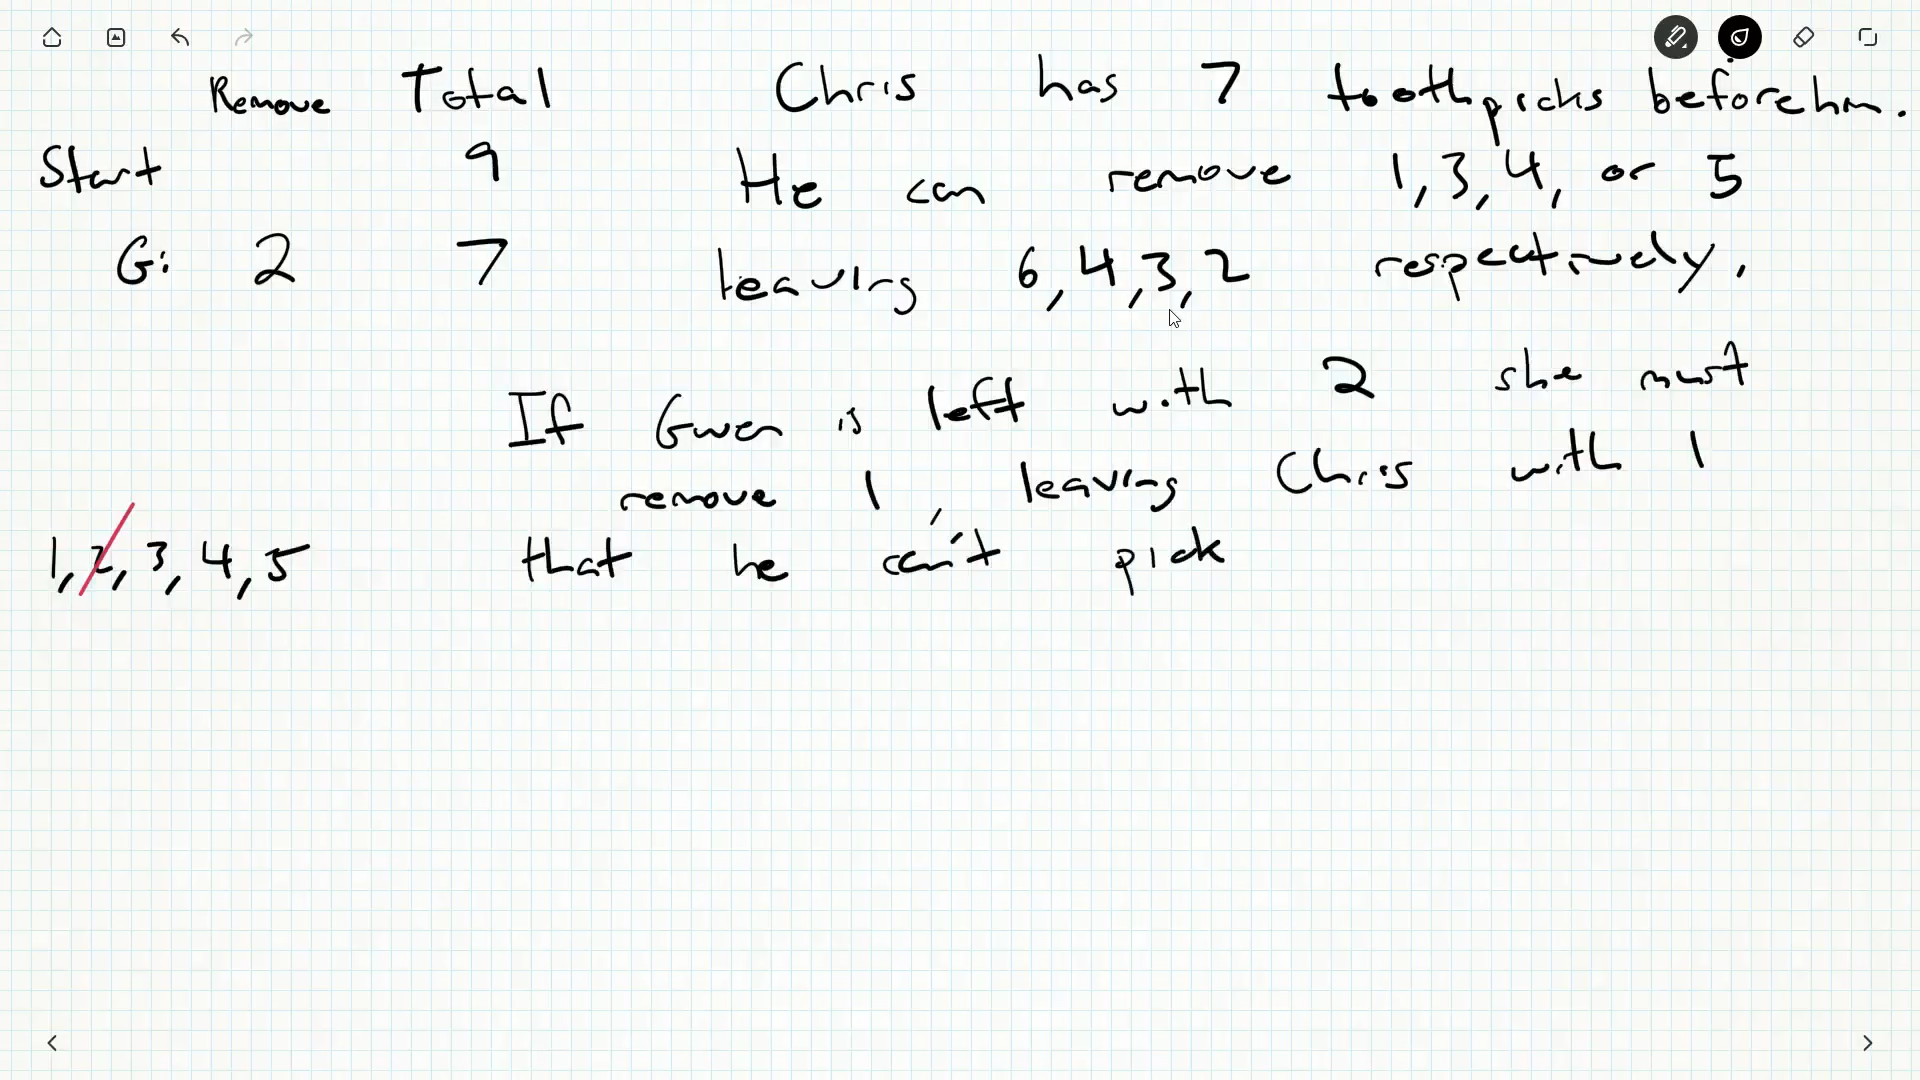 Remove Total
Start 9
G: 2 7
1, 2, 3, 4, 5
Chris has 7 toothpicks before him.
He can remove 1, 3, 4, or 5
leaving 6, 4, 3, 2 respectively.
If Gwen is left with 2 she must
remove 1, leaving Chris with 1
that he can't pick